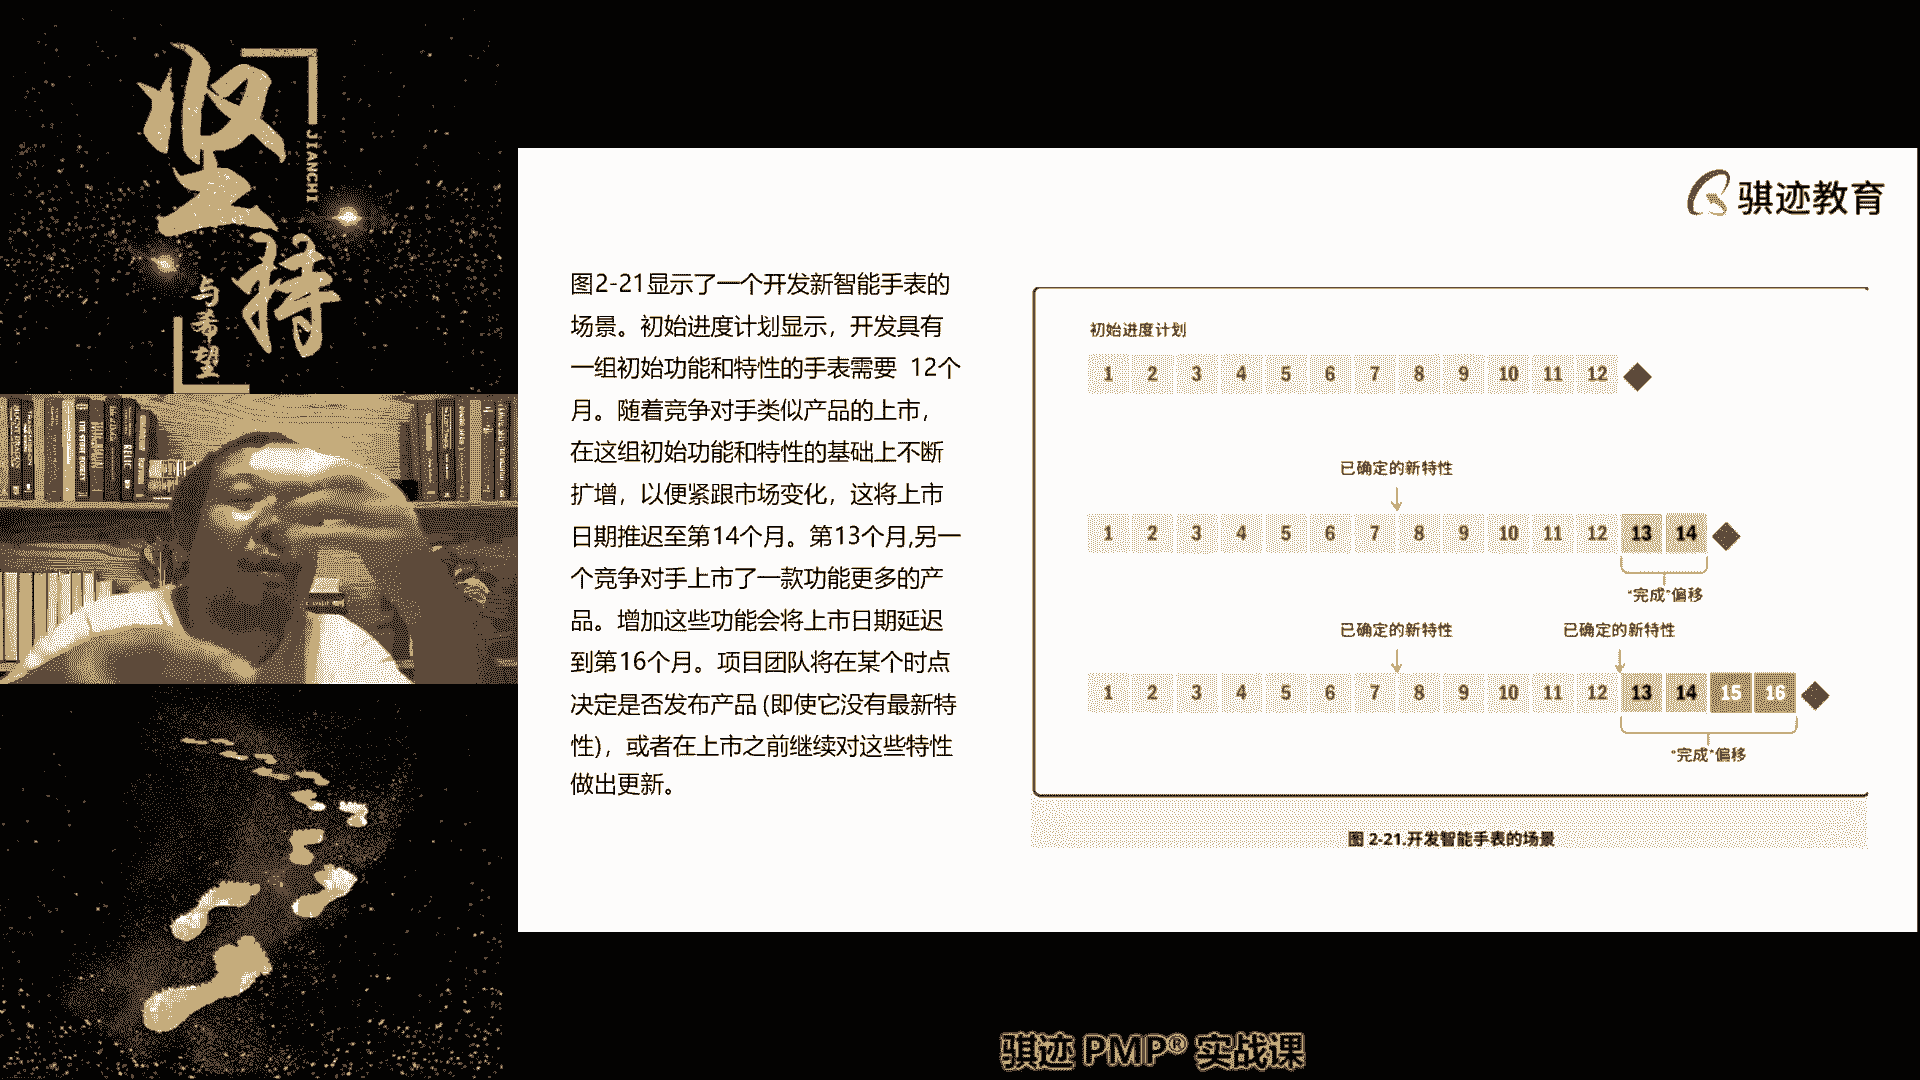 坚持
JIANCHI
与希望
骐迹教育
图2-21显示了一个开发新智能手表的
场景。初始进度计划显示，开发具有
一组初始功能和特性的手表需要 12个
月。随着竞争对手类似产品的上市，
在这组初始功能和特性的基础上不断
扩增，以便紧跟市场变化，这将上市
日期推迟至第14个月。第13个月,另一
个竞争对手上市了一款功能更多的产
品。增加这些功能会将上市日期延迟
到第16个月。项目团队将在某个时点
决定是否发布产品 (即使它没有最新特
性)，或者在上市之前继续对这些特性
做出更新。
初始进度计划
1 2 3 4 5 6 7 8 9 10 11 12
已确定的新特性
1 2 3 4 5 6 7 8 9 10 11 12 13 14
“完成”偏移
已确定的新特性 已确定的新特性
1 2 3 4 5 6 7 8 9 10 11 12 13 14 15 16
“完成”偏移
图 2-21.开发智能手表的场景
骐迹 PMP® 实战课